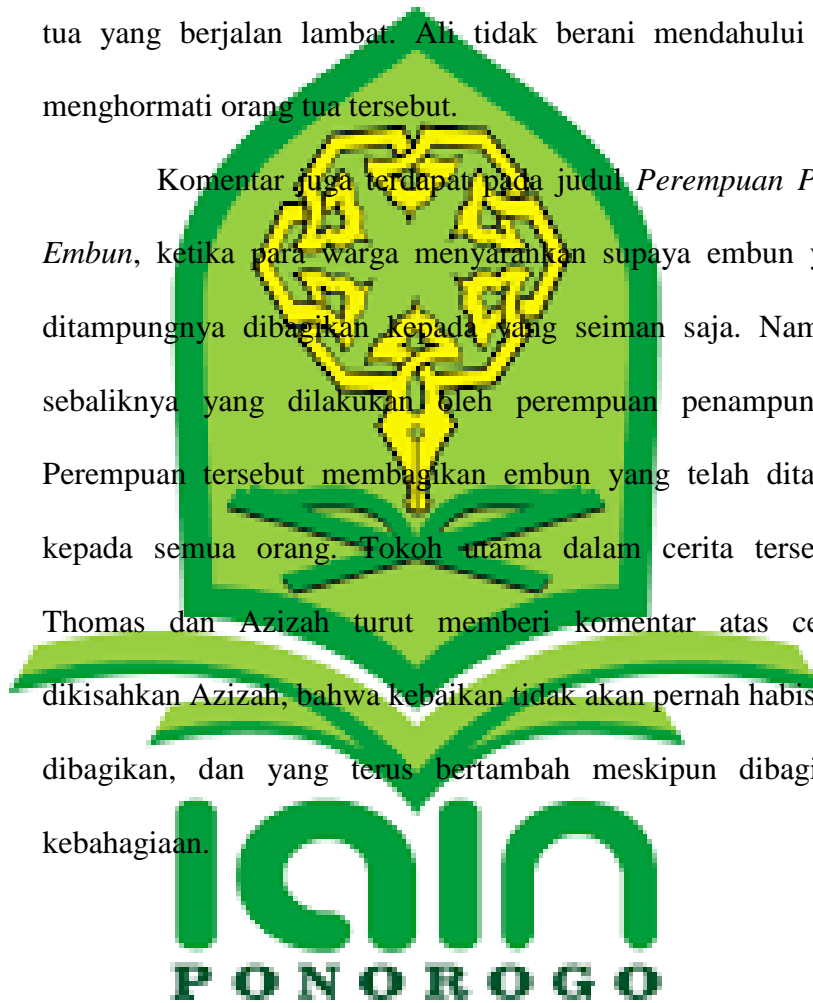 tua yang berjalan lambat. Ali tidak berani mendahului
menghormati orang tua tersebut.
Komentar juga terdapat pada judul Perempuan P
Embun, ketika para warga menyarankan supaya embun y
ditampungnya dibagikan kepada yang seiman saja. Nam
sebaliknya yang dilakukan oleh perempuan penampun
Perempuan tersebut membagikan embun yang telah dita
kepada semua orang. Tokoh utama dalam cerita terse
Thomas dan Azizah turut memberi komentar atas ce
dikisahkan Azizah, bahwa kebaikan tidak akan pernah habis
dibagikan, dan yang terus bertambah meskipun dibagi
kebahagiaan.
iain
PONOROGO